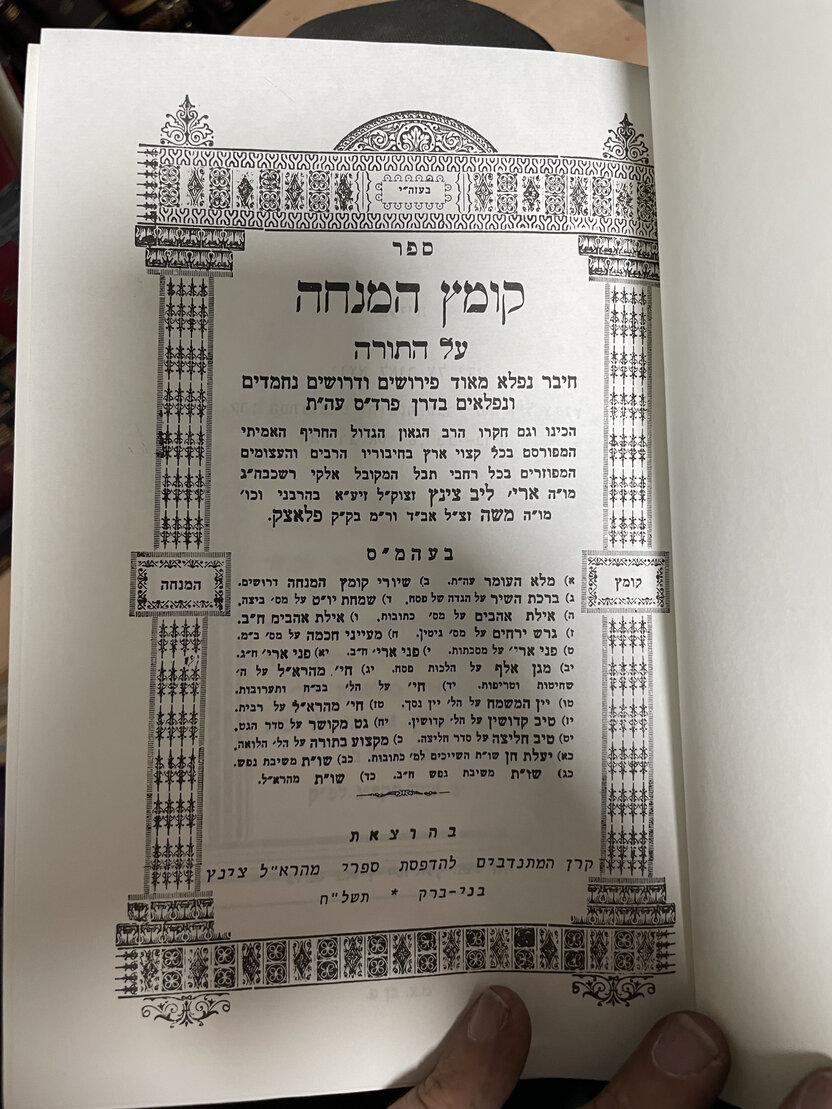 בעזה"י
ספר
קומץ המנחה
על התורה
חיבר נפלא מאוד פירושים ודרושים נחמדים
ונפלאים בדרך פרד"ס עה"ת
הכינו וגם חקרו הרב הגאון הגדול החריף האמיתי
המפורסם בכל קצוי ארץ בחיבוריו הרבים והעצומים
המפוזרים בכל רחבי תבל המקובל אלקי רשכבה"ג
מו"ה ארי' ליב צינץ זצוק"ל זיע"א בהרבני וכו'
מו"ה משה זצ"ל אב"ד ור"מ בק"ק פלאצק.
בעהמ"ס
א) מלא העומר עה"ת. ב) שיורי קומץ המנחה דרושים.
ג) ברכת השיר על הגדה של פסח. ד) שמחת יו"ט על מס' ביצה.
ה) אילת אהבים על מס' כתובות. ו) אילת אהבים ח"ב.
ז) גרש ירחים על מס' גיטין. ח) מעייני חכמה על מס' ב"מ.
ט) פני ארי' על מסכתות. י) פני ארי' ח"ב. יא) פני ארי' ח"ג.
יב) מגן אלף על הלכות פסח. יג) חי' מהרא"ל על ה'
שחיטות וטריפות. יד) חי' על הל' בב"ח ותערובות.
טו) יין המשמח על הל' יין נסך. טז) חי' מהרא"ל על רבית.
יז) טיב קדושין על הל' קדושין. יח) גט מקושר על סדר הגט.
יט) טיב חליצה על סדר חליצה. כ) מקצוע בתורה על הל' הלואה.
כא) יעלת חן שו"ת השייכים למ' כתובות. כב) שו"ת משיבת נפש.
כג) שו"ת משיבת נפש ח"ב. כד) שו"ת מהרא"ל.
קומץ
המנחה
בהוצאת
קרן המתנדבים להדפסת ספרי מהרא"ל צינץ
בני-ברק * תשל"ח